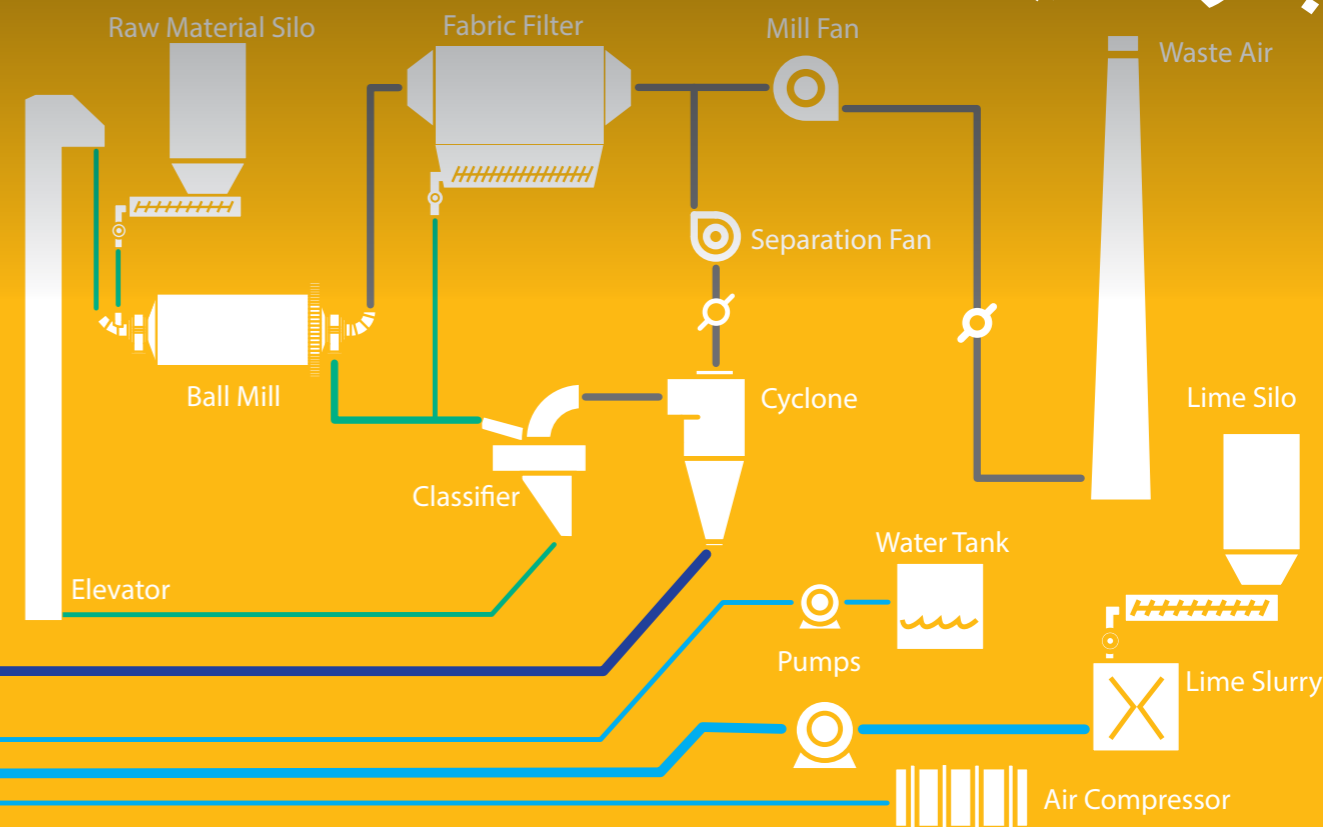 Raw Material Silo
Fabric Filter
Mill Fan
Waste Air
Separation Fan
Ball Mill
Cyclone
Lime Silo
Classifier
Water Tank
Elevator
Pumps
Lime Slurry
Air Compressor